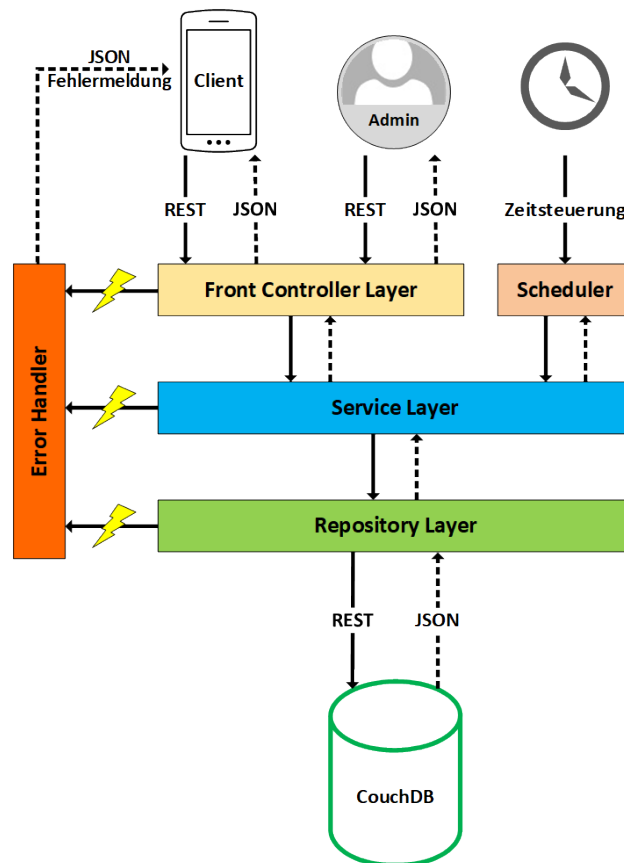 JSON
Fehlermeldung
Client
Admin
REST
JSON
REST
JSON
Zeitsteuerung
Front Controller Layer
Scheduler
Error Handler
Service Layer
Repository Layer
REST
JSON
CouchDB